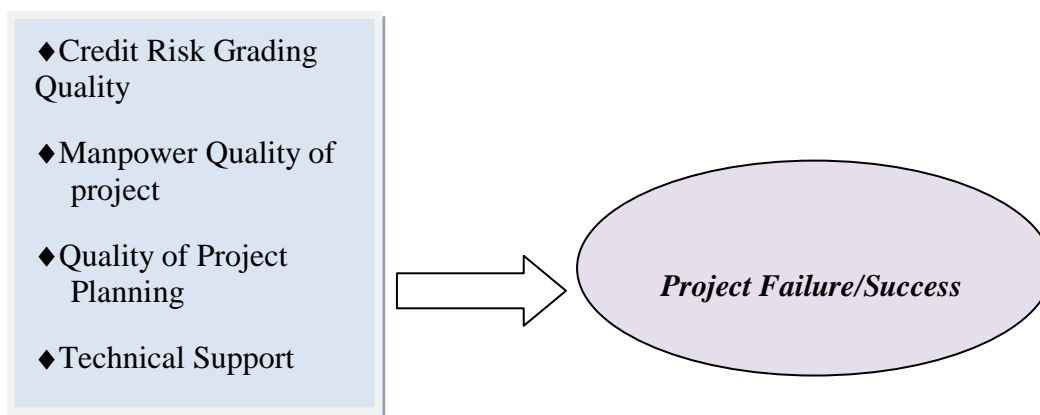 ♦Credit Risk Grading
Quality
♦Manpower Quality of
project
♦Quality of Project
Planning
♦Technical Support
Project Failure/Success